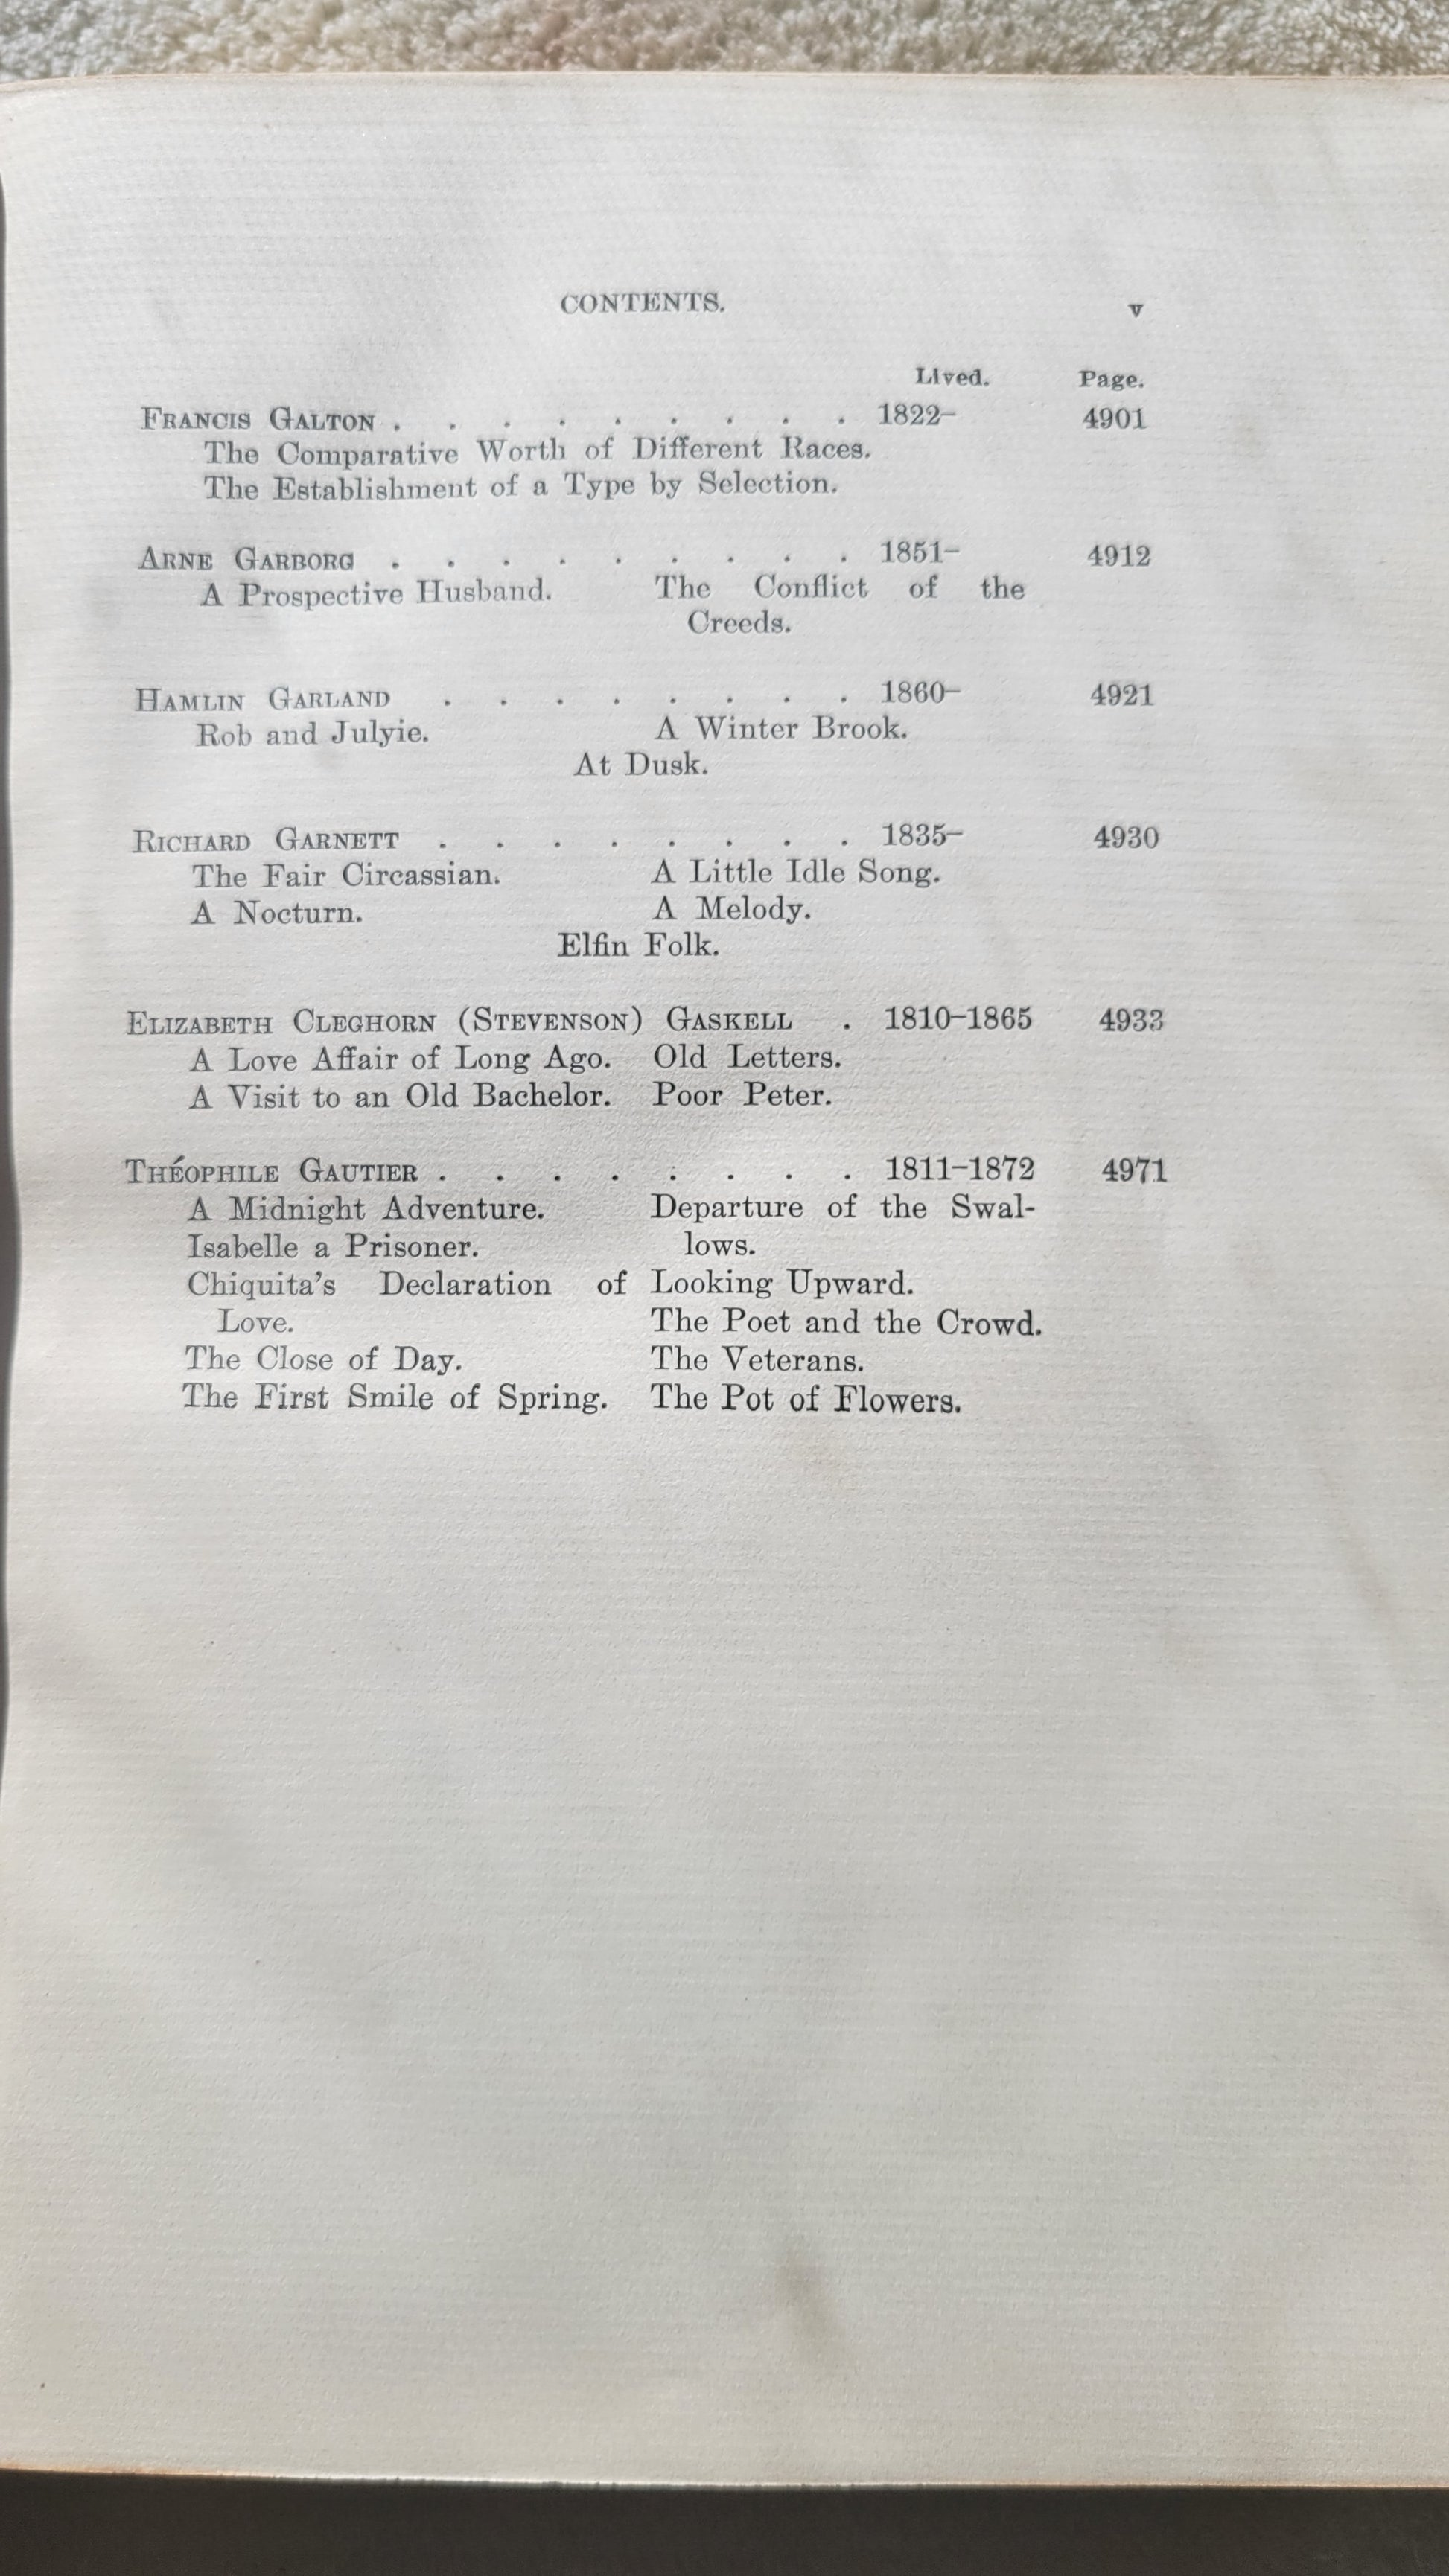 CONTENTS. v
Lived. Page.
FRANCIS GALTON . . . . . . . . . 1822– 4901
The Comparative Worth of Different Races.
The Establishment of a Type by Selection.
ARNE GARBORG . . . . . . . . . 1851– 4912
A Prospective Husband. The Conflict of the
Creeds.
HAMLIN GARLAND . . . . . . . . 1860– 4921
Rob and Julyie. A Winter Brook.
At Dusk.
RICHARD GARNETT . . . . . . . . 1835– 4930
The Fair Circassian. A Little Idle Song.
A Nocturn. A Melody.
Elfin Folk.
ELIZABETH CLEGHORN (STEVENSON) GASKELL . 1810–1865 4933
A Love Affair of Long Ago. Old Letters.
A Visit to an Old Bachelor. Poor Peter.
THÉOPHILE GAUTIER . . . . . . . . 1811–1872 4971
A Midnight Adventure. Departure of the Swal-
Isabelle a Prisoner. lows.
Chiquita's Declaration of Looking Upward.
Love. The Poet and the Crowd.
The Close of Day. The Veterans.
The First Smile of Spring. The Pot of Flowers.